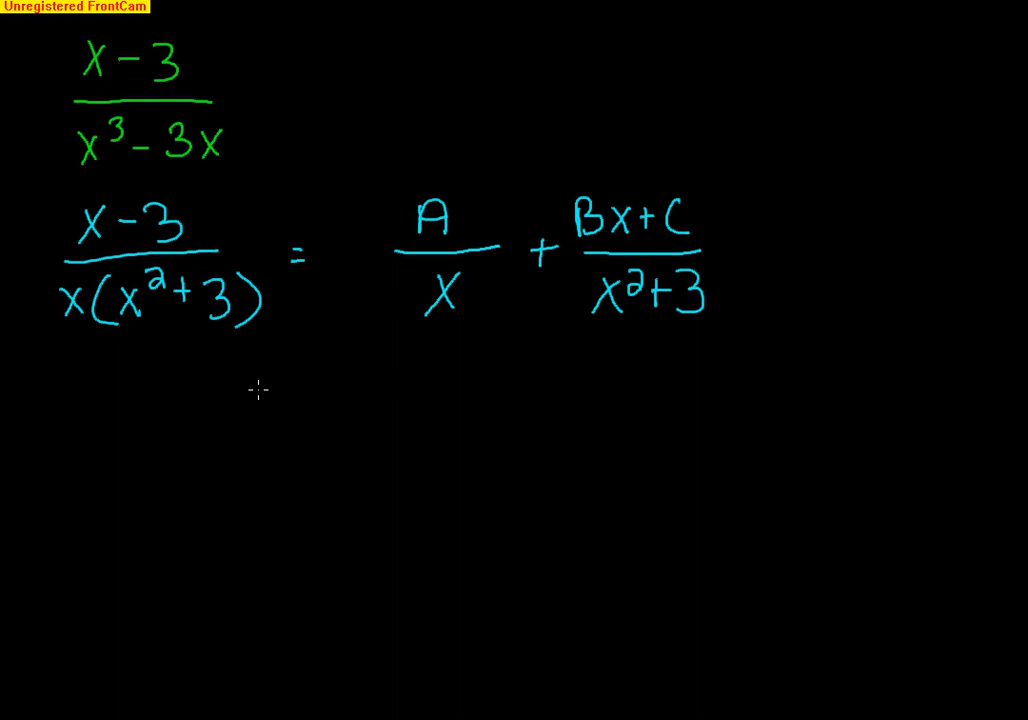 Unregistered FrontCam
x - 3
x³ - 3x
x - 3 = A + Bx + C
x(x² + 3) x x² + 3